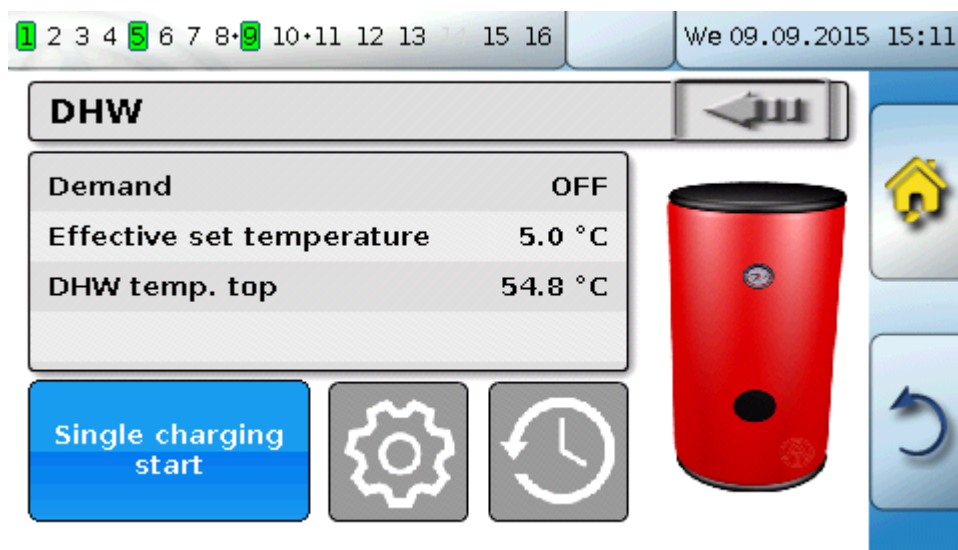 1 2 3 4 5 6 7 8·9 10·11 12 13 14 15 16 We 09.09.2015 15:11
DHW
Demand OFF
Effective set temperature 5.0 °C
DHW temp. top 54.8 °C
Single charging
start